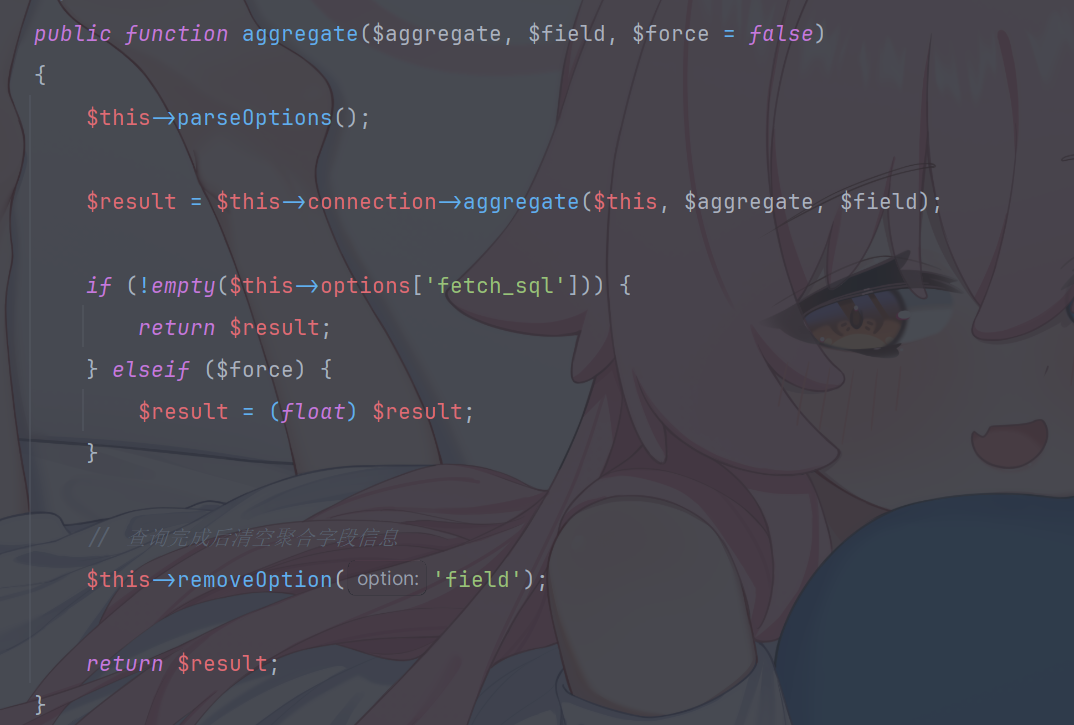 public function aggregate($aggregate, $field, $force = false)
{
$this->parseOptions();
$result = $this->connection->aggregate($this, $aggregate, $field);
if (!empty($this->options['fetch_sql'])) {
return $result;
} elseif ($force) {
$result = (float) $result;
}
// 查询完成后清空聚合字段信息
$this->removeOption( option: 'field');
return $result;
}